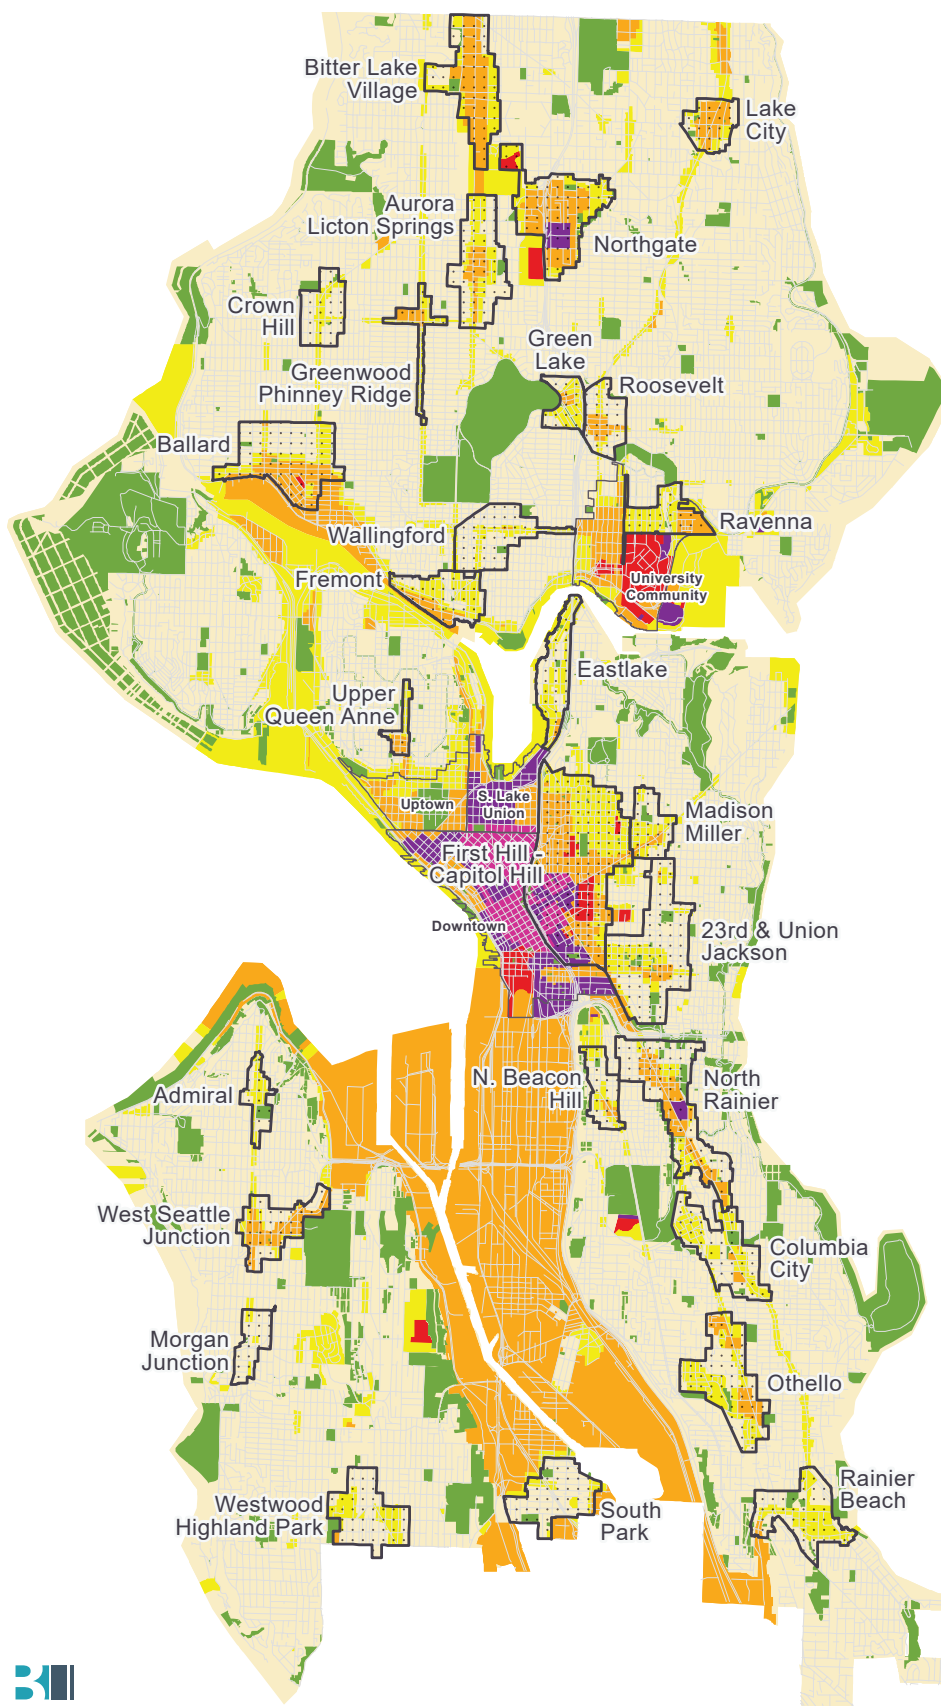 Bitter Lake
Village
Lake
City
Aurora
Licton Springs
Northgate
Crown
Hill
Green
Lake
Greenwood
Phinney Ridge
Roosevelt
Ballard
Ravenna
Wallingford
Fremont
University
Community
Eastlake
Upper
Queen Anne
Uptown
S. Lake
Union
Madison
Miller
First Hill -
Capitol Hill
Downtown
23rd & Union
Jackson
N. Beacon
Hill
North
Rainier
Admiral
West Seattle
Junction
Columbia
City
Morgan
Junction
Othello
Westwood
Highland Park
South
Park
Rainier
Beach